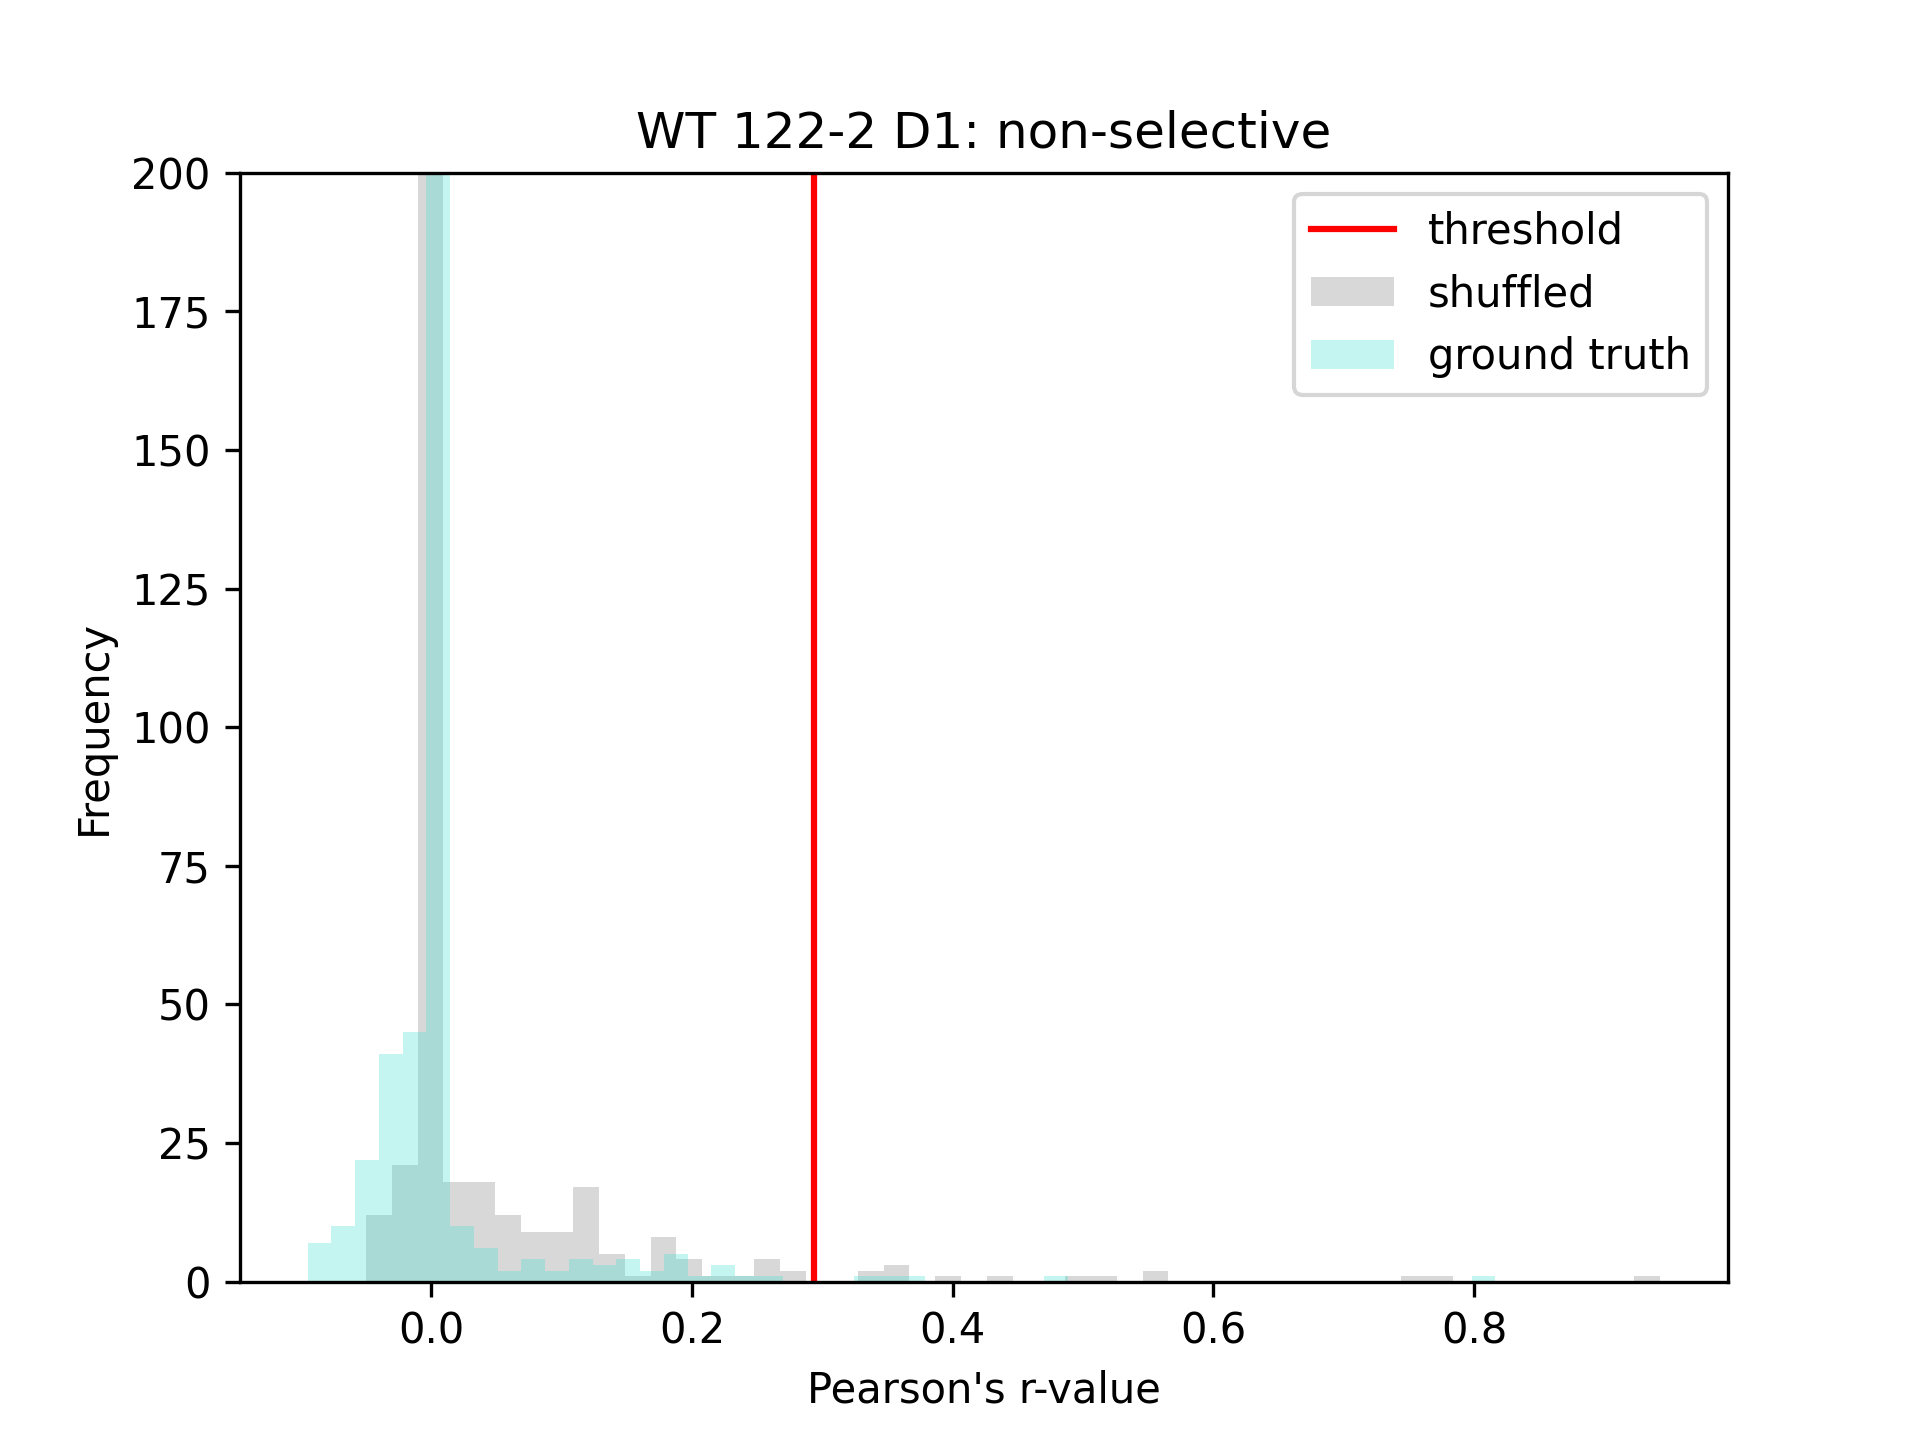 WT 122-2 D1: non-selective
200
175
150
125
100
75
50
25
0
Frequency
threshold
shuffled
ground truth
0.0 0.2 0.4 0.6 0.8
Pearson's r-value